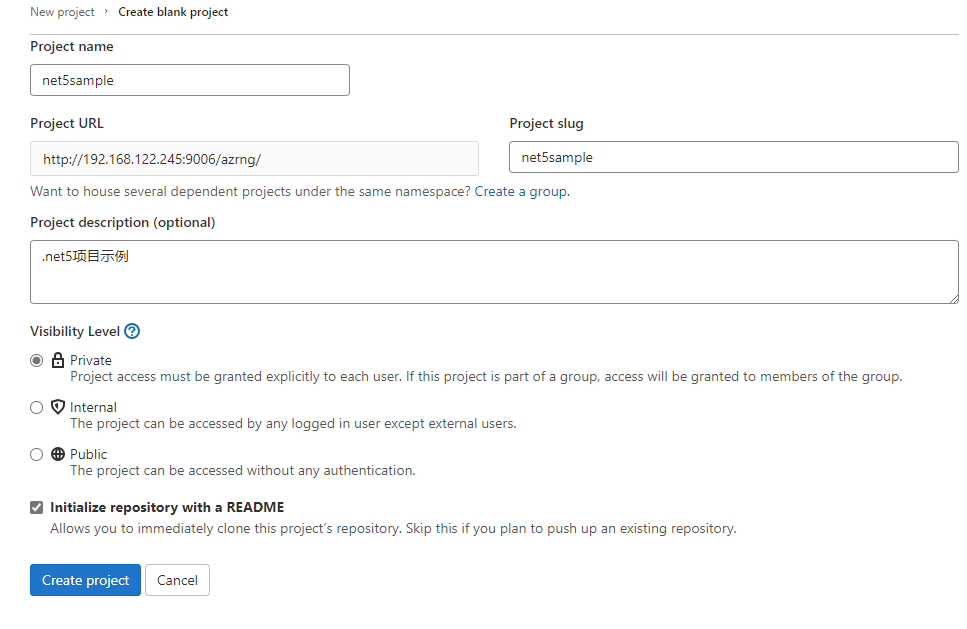 New project › Create blank project
Project name
net5sample
Project URL
Project slug
http://192.168.122.245:9006/azrng/
net5sample
Want to house several dependent projects under the same namespace? Create a group.
Project description (optional)
.net5项目示例
Visibility Level ?
Private
Project access must be granted explicitly to each user. If this project is part of a group, access will be granted to members of the group.
Internal
The project can be accessed by any logged in user except external users.
Public
The project can be accessed without any authentication.
Initialize repository with a README
Allows you to immediately clone this project’s repository. Skip this if you plan to push up an existing repository.
Create project
Cancel